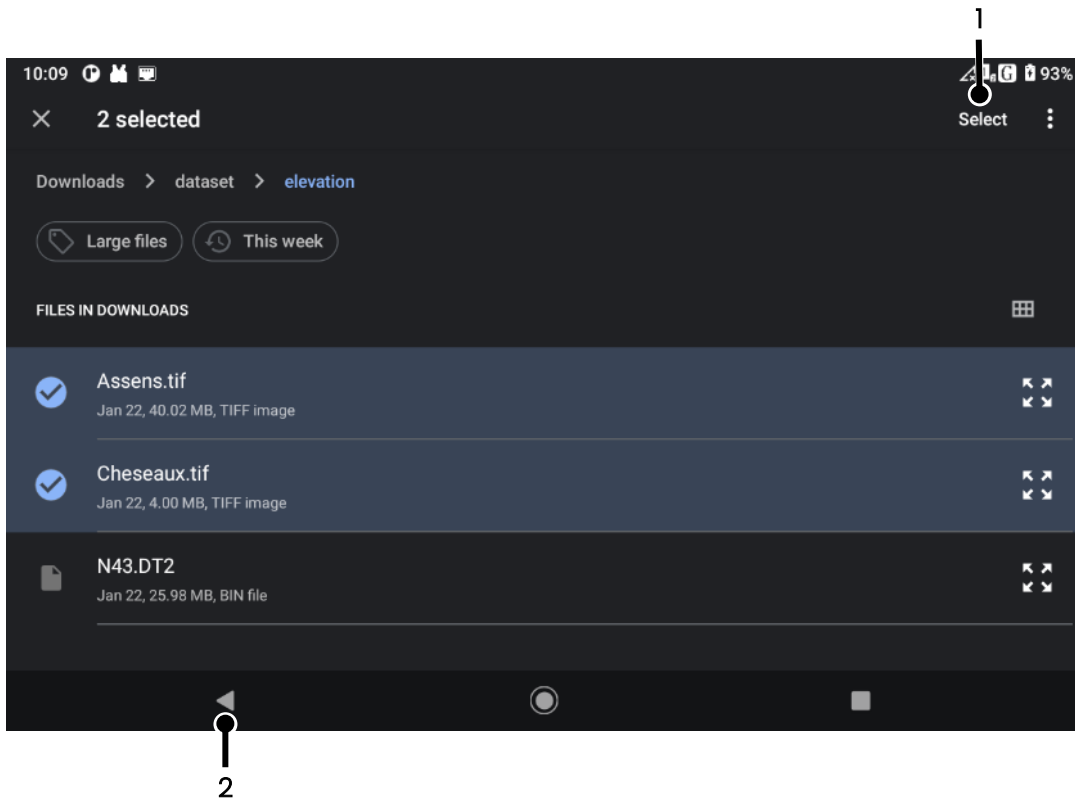 1
10:09 93%
2 selected Select
Downloads > dataset > elevation
Large files This week
FILES IN DOWNLOADS
Assens.tif
Jan 22, 40.02 MB, TIFF image
Cheseaux.tif
Jan 22, 4.00 MB, TIFF image
N43.DT2
Jan 22, 25.98 MB, BIN file
2